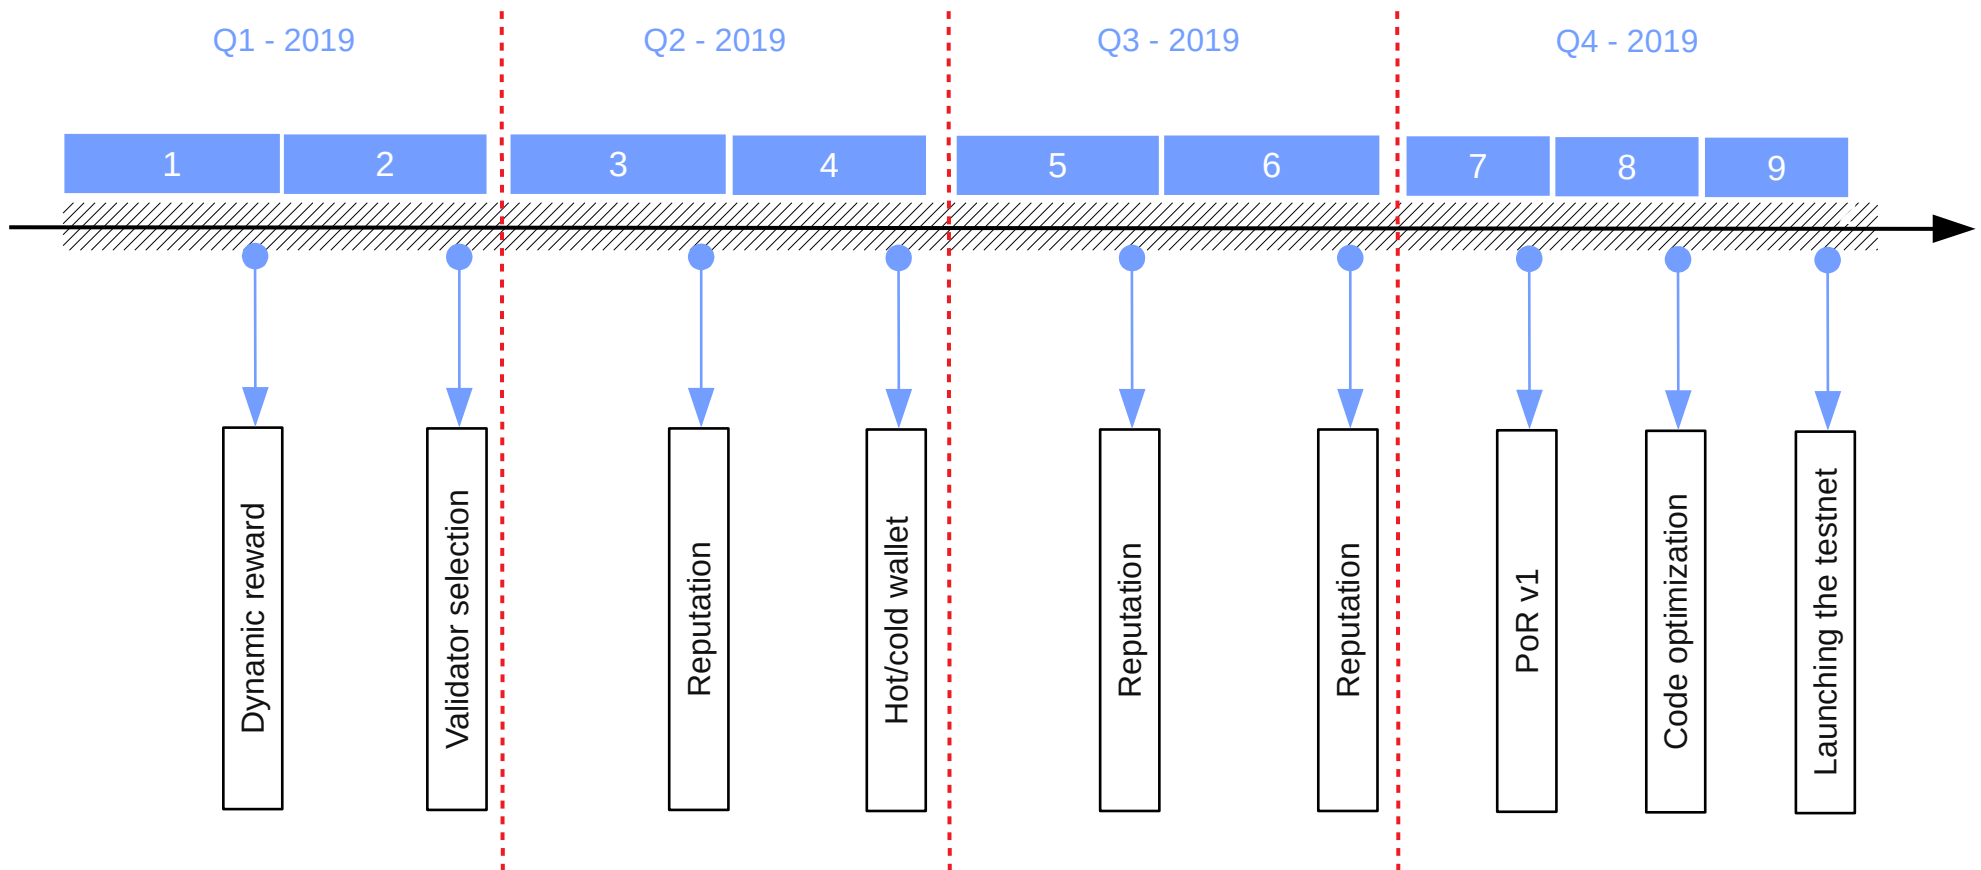 Q1 - 2019
Q2 - 2019
Q3 - 2019
Q4 - 2019
1
2
3
4
5
6
7
8
9
Dynamic reward
Validator selection
Reputation
Hot/cold wallet
Reputation
Reputation
PoR v1
Code optimization
Launching the testnet